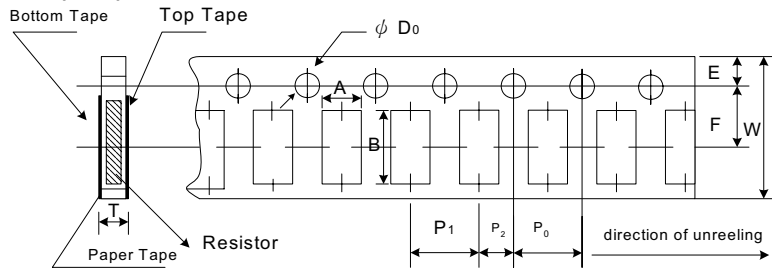 Bottom Tape
Top Tape
ψ D0
E
A
F
W
B
T
P1
P2
P0
direction of unreeling
Resistor
Paper Tape